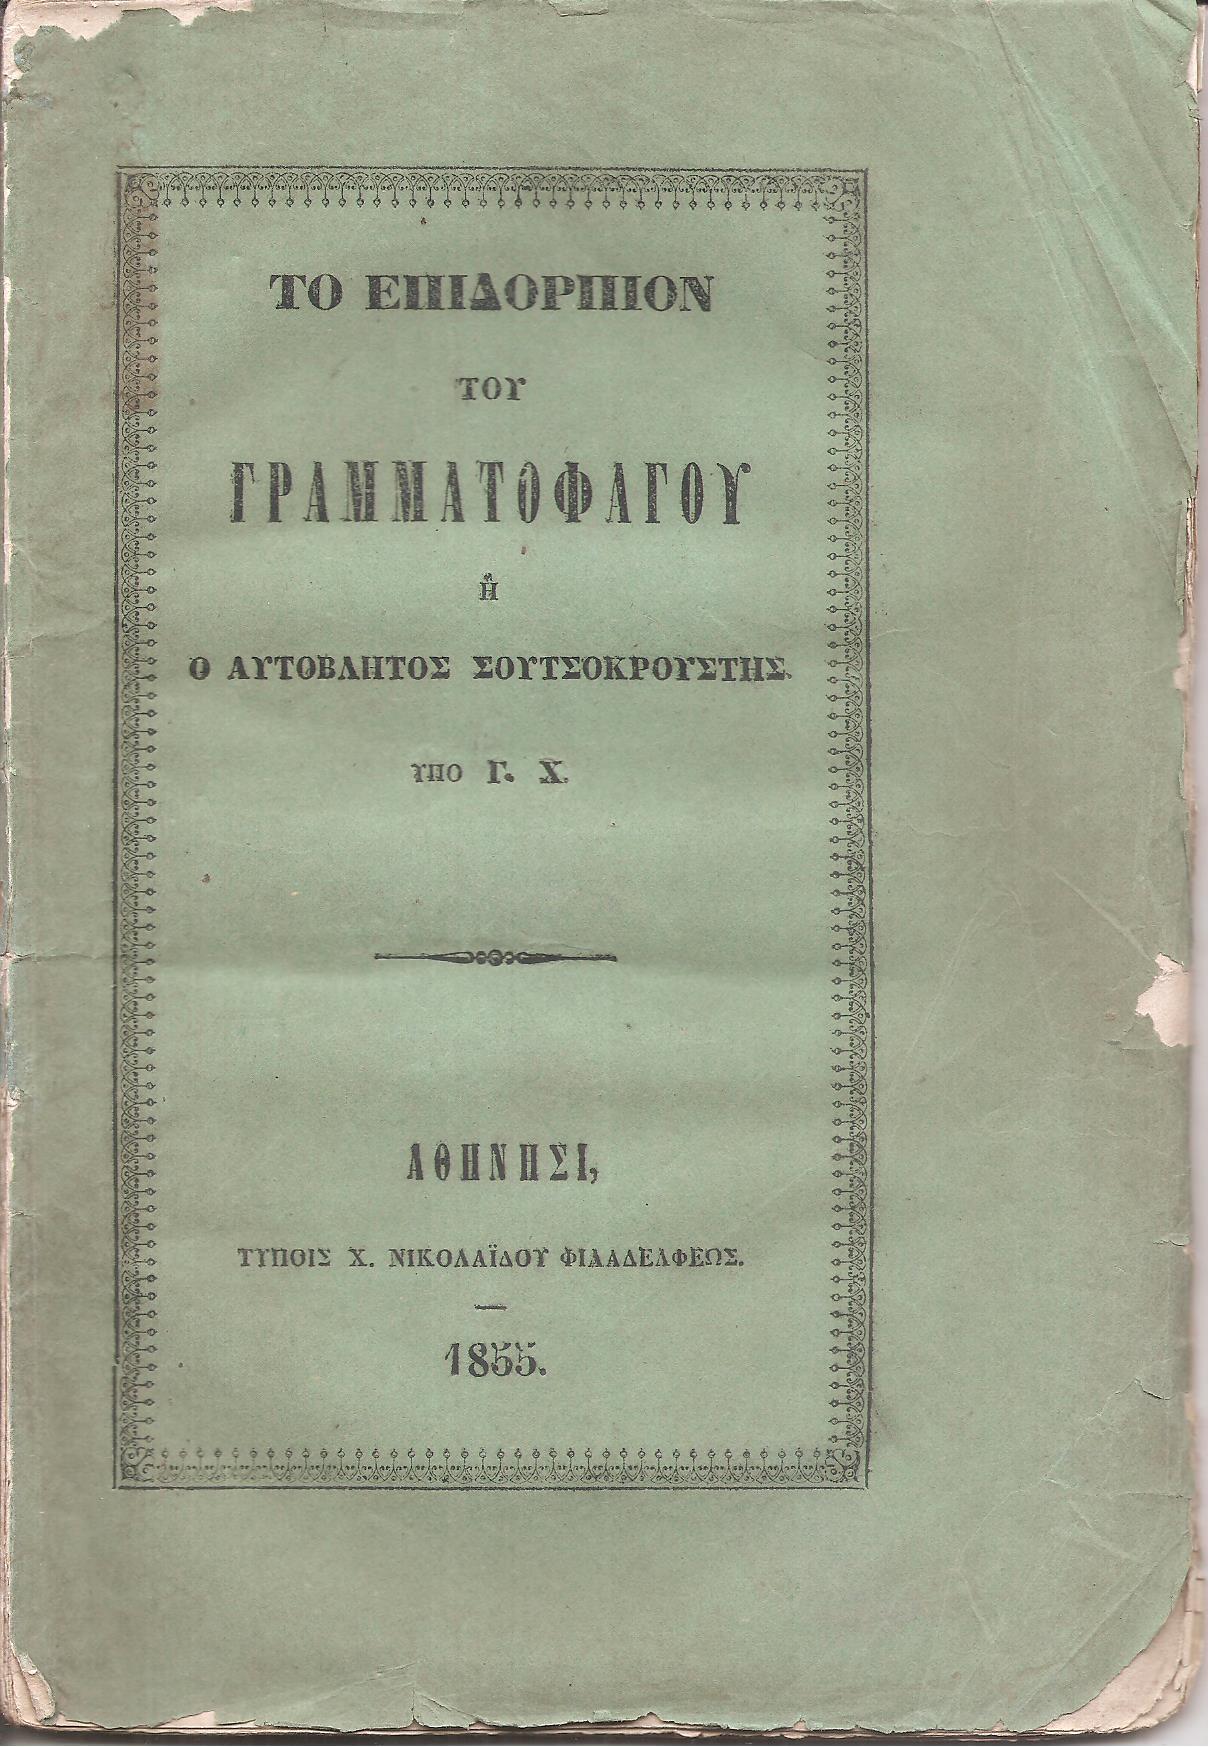 ΤΟ ΕΠΙΔΟΡΠΙΟΝ
ΤΟΥ
ΓΡΑΜΜΑΤΟΦΑΓΟΥ
Ἢ
Ο ΑΥΤΟΒΛΗΤΟΣ ΣΟΥΤΣΟΚΡΟΥΣΤΗΣ.
ΥΠΟ Γ. Χ.
ΑΘΗΝΗΣΙ,
ΤΥΠΟΙΣ Χ. ΝΙΚΟΛΑΪΔΟΥ ΦΙΛΑΔΕΛΦΕΩΣ.
1855.